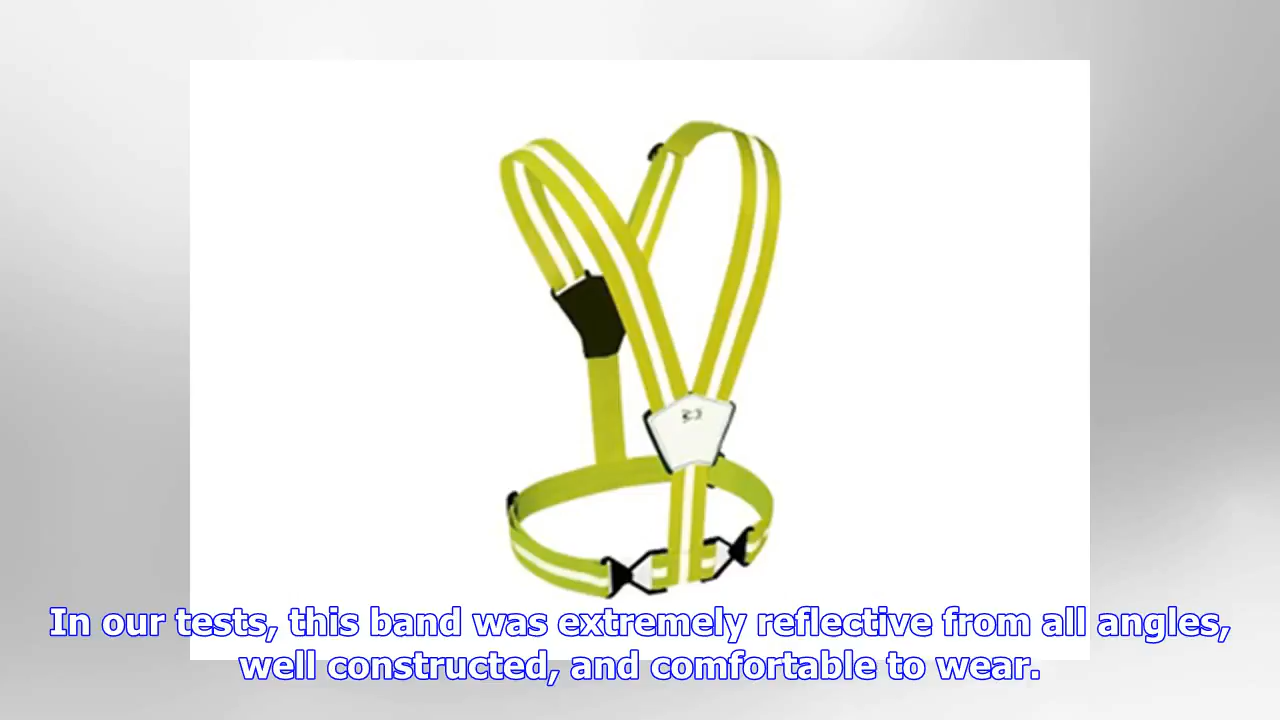 In our tests, this band was extremely reflective from all angles,
well constructed, and comfortable to wear.